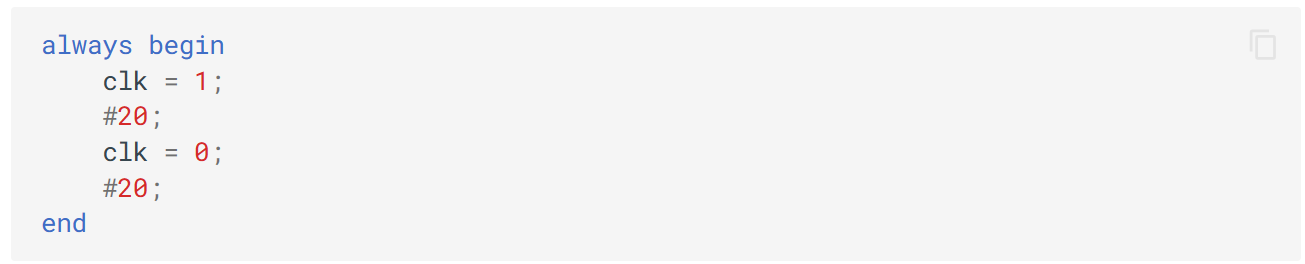 always begin
    clk = 1;
    #20;
    clk = 0;
    #20;
end